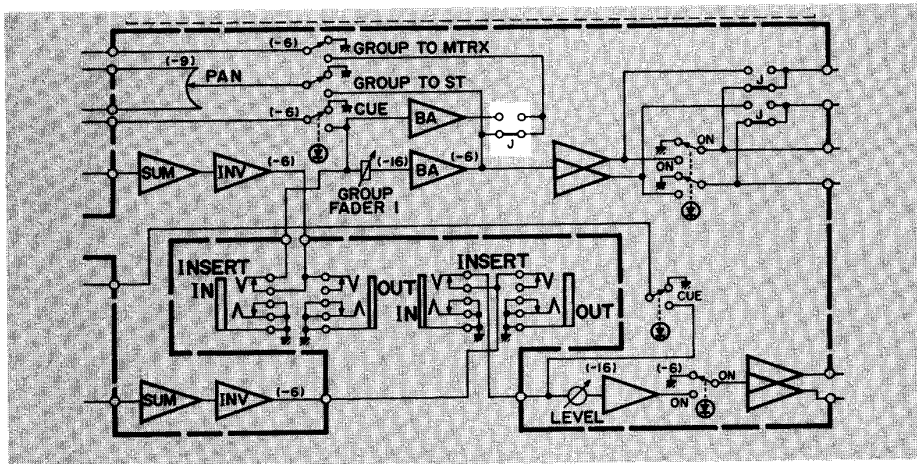 (-6) GROUP TO MTRX
(-9) PAN
GROUP TO ST
(-6) CUE
BA
J
J
J
SUM INV (-6)
(-16) BA (-6)
GROUP FADER 1
ON
ON
INSERT IN
OUT
INSERT
IN
OUT
CUE
SUM INV (-6)
LEVEL
(-16)
(-6) ON
ON